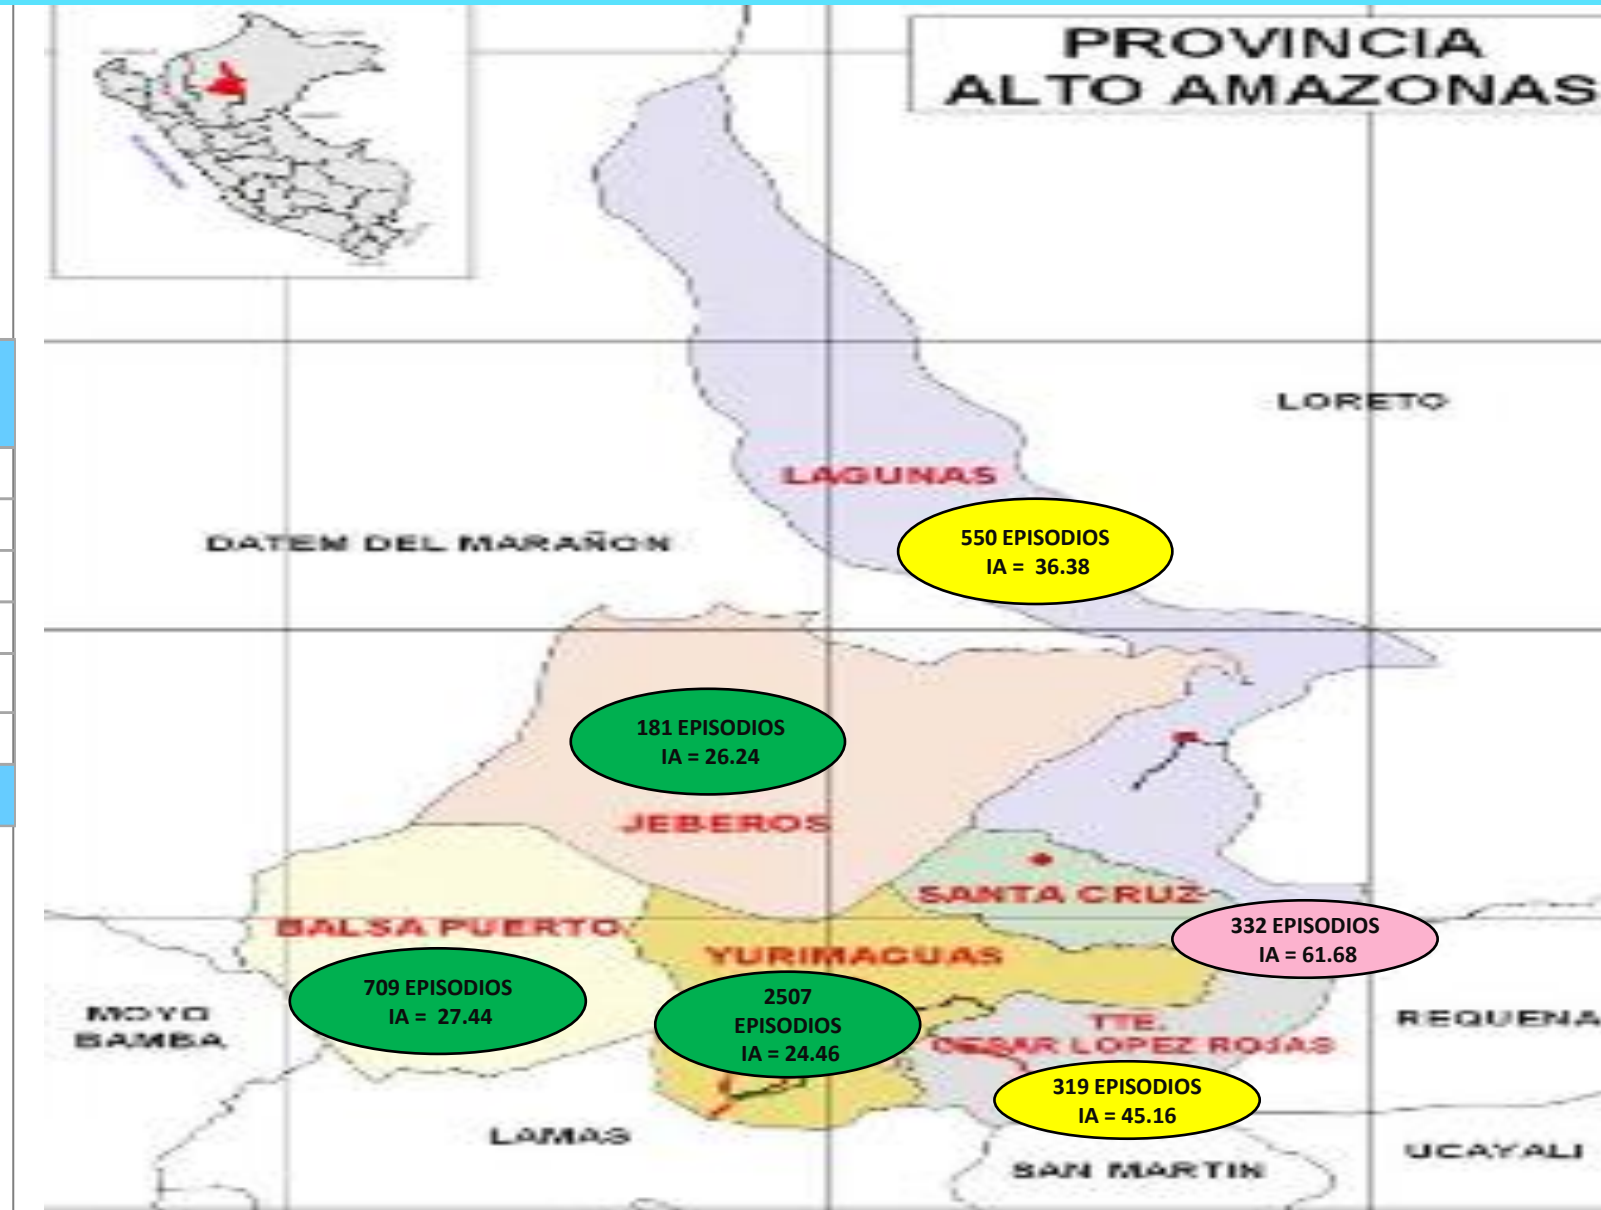 PROVINCIA
ALTO AMAZONAS
LORETO
LAGUNAS
550 EPISODIOS
IA = 36.38
DATEM DEL MARAÑON
181 EPISODIOS
IA = 26.24
JEBEROS
SANTA CRUZ
332 EPISODIOS
IA = 61.68
BALSA PUERTO
YURIMAGUAS
709 EPISODIOS
IA = 27.44
2507
EPISODIOS
IA = 24.46
MOYO
BAMBA
TTE.
CESAR LOPEZ ROJAS
REQUENA
319 EPISODIOS
IA = 45.16
LAMAS
SAN MARTIN
UCAYALI